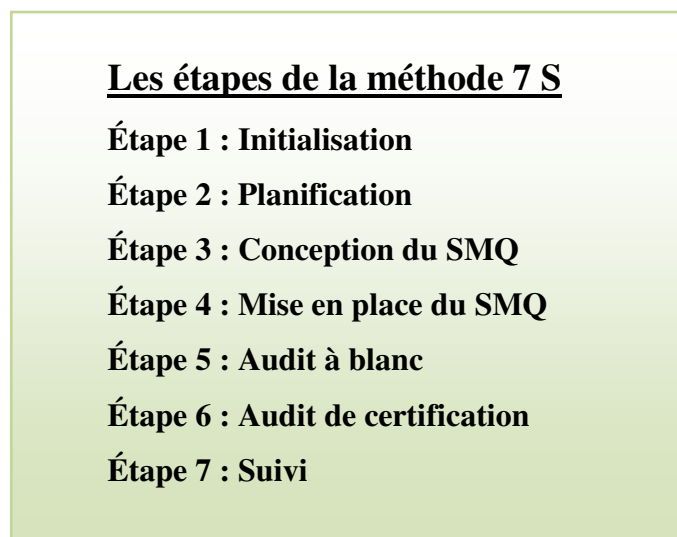 Les étapes de la méthode 7 S
Étape 1 : Initialisation
Étape 2 : Planification
Étape 3 : Conception du SMQ
Étape 4 : Mise en place du SMQ
Étape 5 : Audit à blanc
Étape 6 : Audit de certification
Étape 7 : Suivi